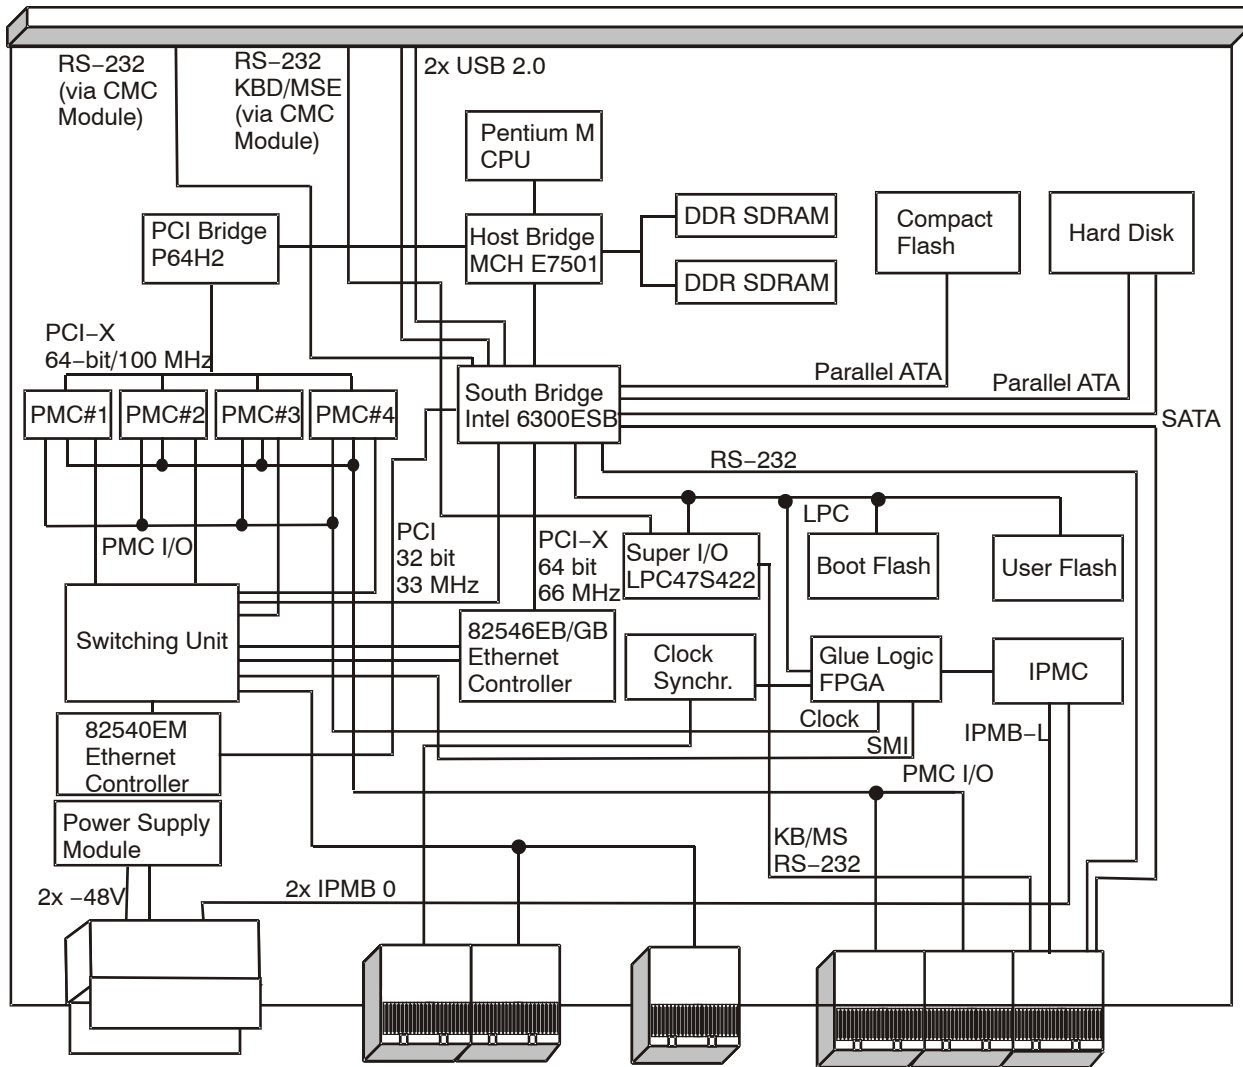 RS–232
(via CMC
Module)
RS–232
KBD/MSE
(via CMC
Module)
2x USB 2.0
Pentium M
CPU
PCI Bridge
P64H2
Host Bridge
MCH E7501
DDR SDRAM
DDR SDRAM
Compact
Flash
Hard Disk
PCI–X
64–bit/100 MHz
Parallel ATA
Parallel ATA
SATA
PMC#1
PMC#2
PMC#3
PMC#4
South Bridge
Intel 6300ESB
RS–232
PMC I/O
PCI
32 bit
33 MHz
PCI–X
64 bit
66 MHz
LPC
Super I/O
LPC47S422
Boot Flash
User Flash
Switching Unit
82546EB/GB
Ethernet
Controller
Clock
Synchr.
Glue Logic
FPGA
IPMC
82540EM
Ethernet
Controller
Clock
SMI
IPMB–L
PMC I/O
Power Supply
Module
KB/MS
RS–232
2x –48V
2x IPMB 0